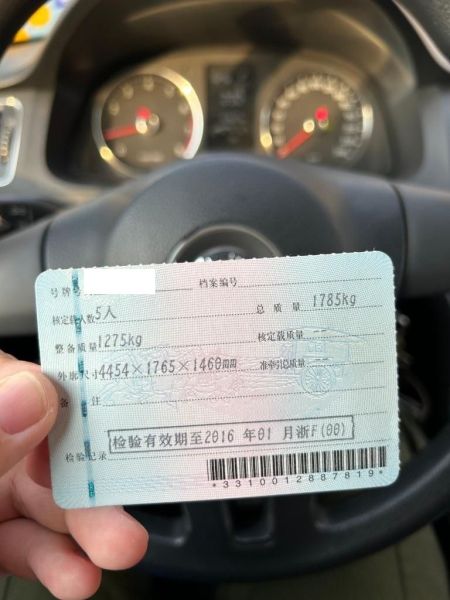 号牌号 档案编号
核定载人数 5人 总质量 1785kg
整备质量 1275kg 核定载质量
外廓尺寸 4454×1765×1460mm 准牵引总质量
备注
检验记录 检验有效期至2016 年01 月浙F(00)
*3310012887819*